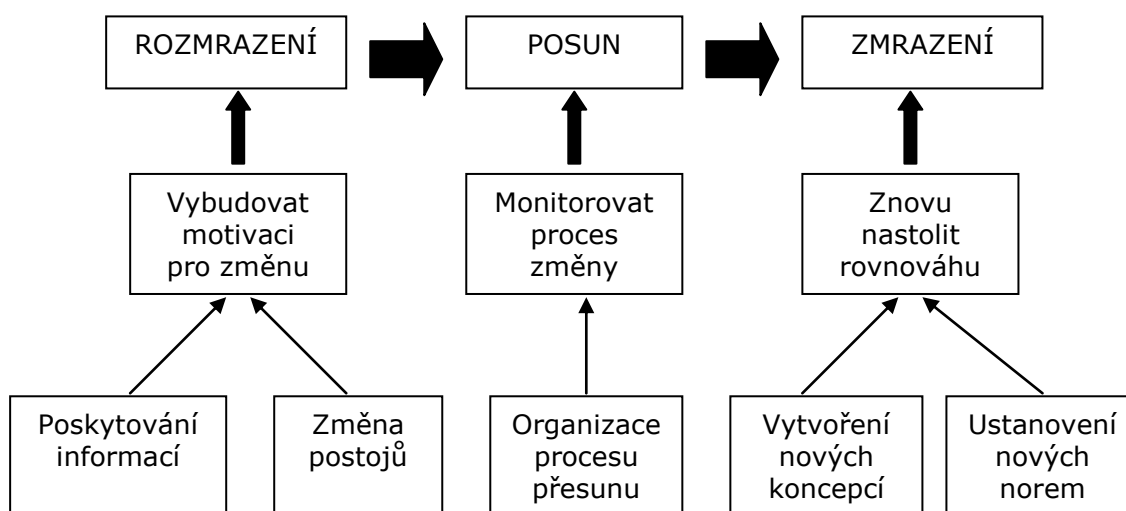 ROZMRAZENÍ
POSUN
ZMRAZENÍ
Vybudovat
motivaci
pro změnu
Monitorovat
proces
změny
Znovu
nastolit
rovnováhu
Poskytování
informací
Změna
postojů
Organizace
procesu
přesunu
Vytvoření
nových
koncepcí
Ustanovení
nových
norem